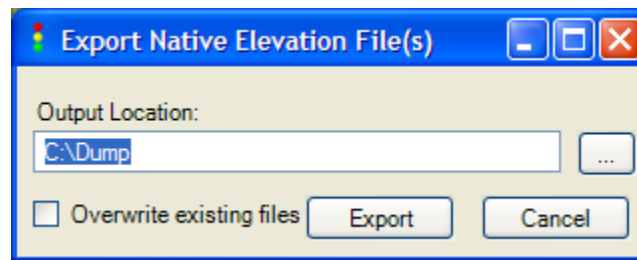 Export Native Elevation File(s)
Output Location:
C:\Dump
...
Overwrite existing files
Export
Cancel